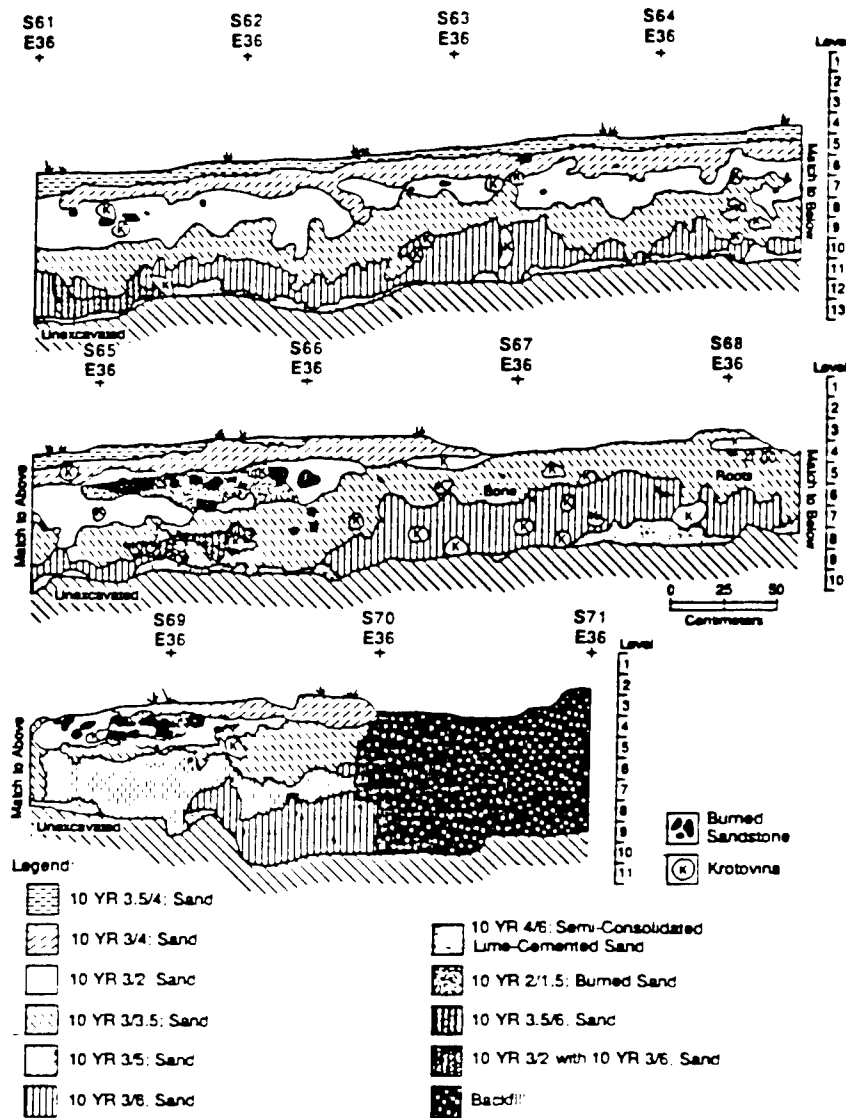 S61 S62 S63 S64
E36 E36 E36 E36
Level
1
2
3
4
5
6
7
8
9
10
11
12
13
Match to Below
K K K K K K K K K K K K
Unexcavated
S65 S66 S67 S68
E36 E36 E36 E36
Level
1
2
3
4
5
6
7
8
9
10
Match to Above
Match to Below
K K K K K K K K K K K
Bone
Roots
Unexcavated
0 25 50
Centimeters
S69 S70 S71
E36 E36 E36
Level
1
2
3
4
5
6
7
8
9
10
11
Match to Above
K K
Unexcavated
Burned
Sandstone
K Krotovina
Legend:
10 YR 3.5/4: Sand
10 YR 3/4: Sand
10 YR 3/2 Sand
10 YR 3/3.5: Sand
10 YR 3/5: Sand
10 YR 3/6. Sand
10 YR 4/6: Semi-Consolidated
Lime-Cemented Sand
10 YR 2/1.5: Burned Sand
10 YR 3.5/6. Sand
10 YR 3/2 with 10 YR 3/6. Sand
Backfill